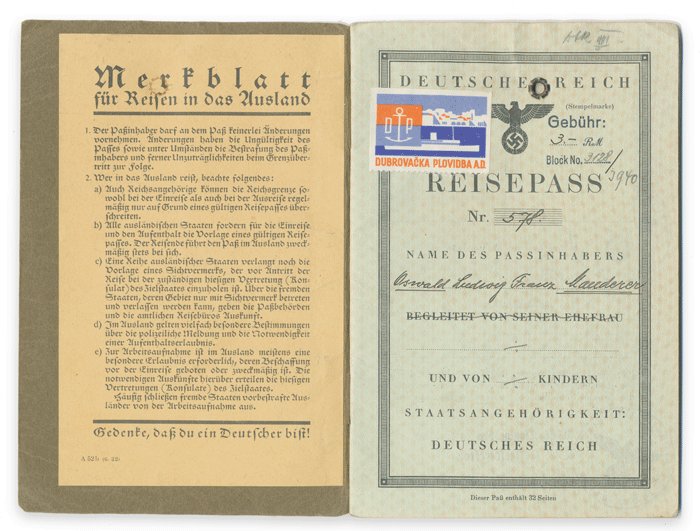 Merkblatt
für Reisen in das Ausland
1. Der Paßinhaber darf an dem Paß keinerlei Änderungen
vornehmen. Änderungen haben die Ungültigkeit des
Passes sowie unter Umständen die Bestrafung des Paß-
inhabers und ferner Unzuträglichkeiten beim Grenzüber-
tritt zur Folge.
2. Wer in das Ausland reist, beachte folgendes:
a) Auch Reichsangehörige können die Reichsgrenze so-
wohl bei der Einreise als auch bei der Ausreise regel-
mäßig nur auf Grund eines gültigen Reisepasses über-
schreiten.
b) Alle ausländischen Staaten fordern für die Einreise
und den Aufenthalt die Vorlage eines gültigen Reise-
passes. Der Reisende führt den Paß im Ausland zweck-
mäßig stets bei sich.
c) Eine Reihe ausländischer Staaten verlangt noch die
Vorlage eines Sichtvermerks, der vor Antritt der
Reise bei der zuständigen hiesigen Vertretung (Kon-
sulat) des Zielstaats einzuholen ist. Über die fremden
Staaten, deren Gebiet nur mit Sichtvermerk betreten
und verlassen werden kann, geben die Paßbehörden
und die amtlichen Reisebüros Auskunft.
d) Im Ausland gelten vielfach besondere Bestimmungen
über die polizeiliche Meldung und die Notwendigkeit
einer Aufenthaltserlaubnis.
e) Zur Arbeitsaufnahme ist im Ausland meistens eine
besondere Erlaubnis erforderlich, deren Beschaffung
vor der Einreise geboten oder zweckmäßig ist. Die
notwendigen Auskünfte hierüber erteilen die hiesigen
Vertretungen (Konsulate) des Zielstaates.
Häufig schließen fremde Staaten vorbestrafte Aus-
länder von der Arbeitsaufnahme aus.
Gedenke, daß du ein Deutscher bist!
DEUTSCHES REICH
(Stempelmarke)
Gebühr:
3.— RM
Block No. 3128/
3940
DP
DUBROVAČKA PLOVIDBA A.D.
REISEPASS
Nr. 578.
NAME DES PASSINHABERS
Oswald Ludwig Franz Manderer
BEGLEITET VON SEINER EHEFRAU
UND VON ÷ KINDERN
STAATSANGEHÖRIGKEIT:
DEUTSCHES REICH
Dieser Paß enthält 32 Seiten